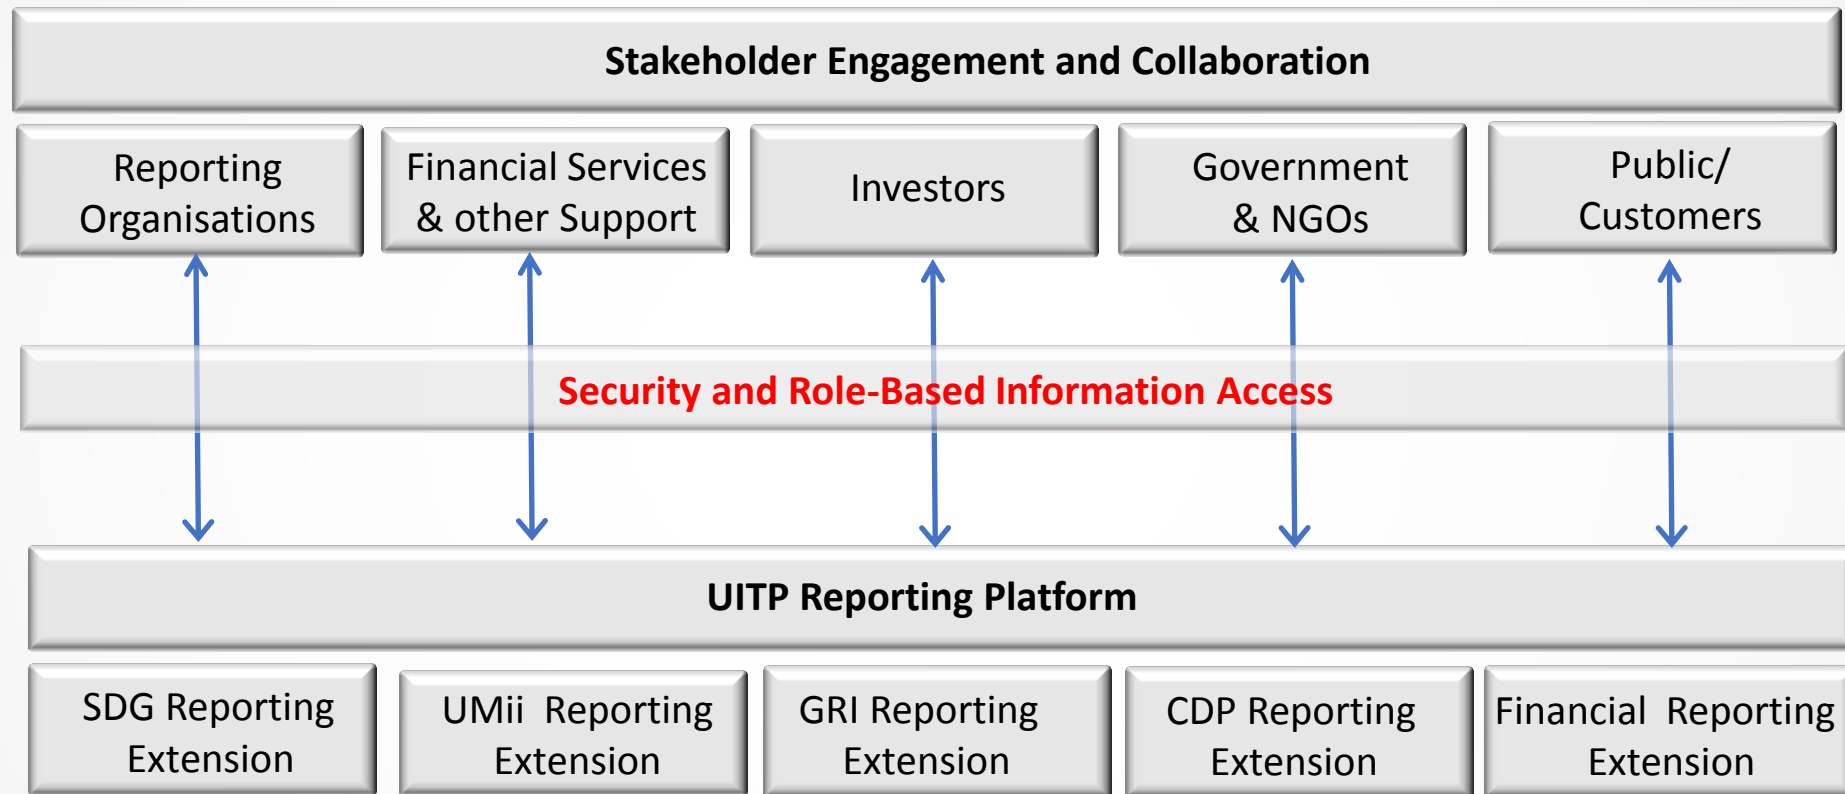 Stakeholder Engagement and Collaboration
Reporting
Organisations
Financial Services
& other Support
Investors
Government
& NGOs
Public/
Customers
Security and Role-Based Information Access
UITP Reporting Platform
SDG Reporting
Extension
UMii Reporting
Extension
GRI Reporting
Extension
CDP Reporting
Extension
Financial Reporting
Extension